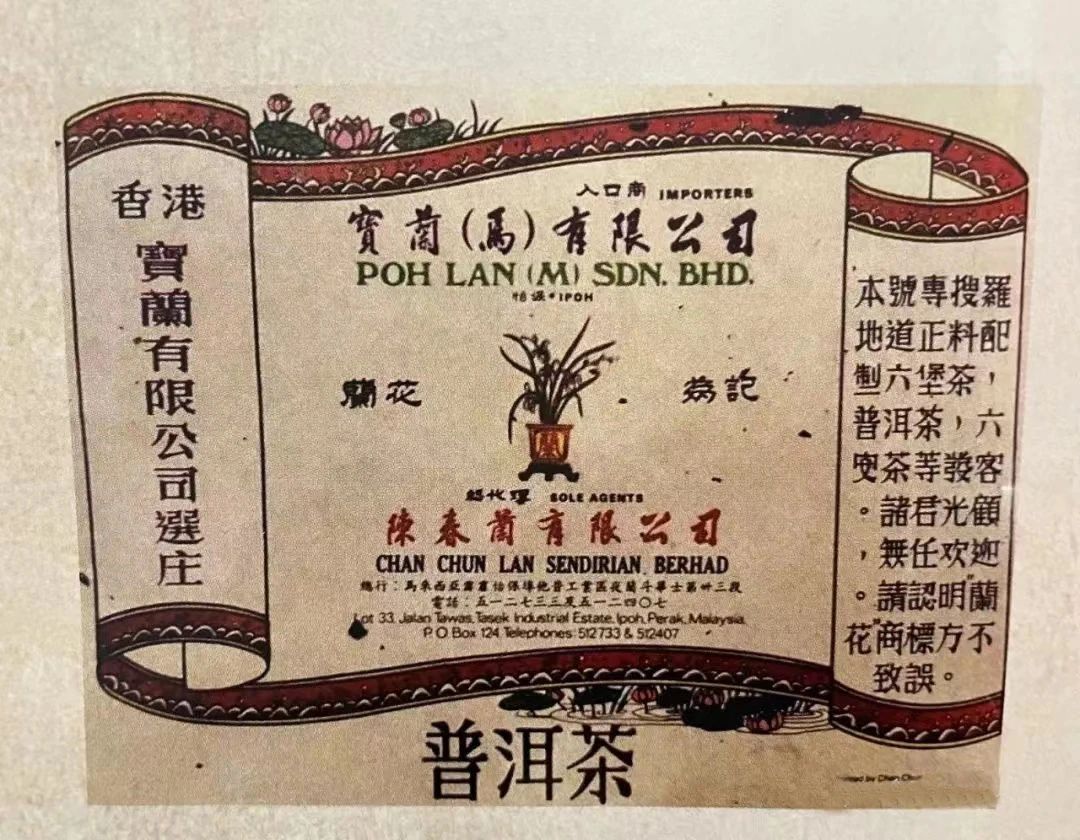 香港
寶蘭有限公司選庄
入口商 IMPORTERS
寶蘭(馬)有限公司
POH LAN (M) SDN. BHD.
怡保•IPOH
蘭花 為記
蘭
總代理 SOLE AGENTS
陳春蘭有限公司
CHAN CHUN LAN SENDIRIAN BERHAD
電話：五一二七三三及五一二四〇七
Lot 33, Jalan Tawas, Tasek Industrial Estate, Ipoh, Perak, Malaysia.
P.O. Box 124, Telephones: 512733 & 512407
本號專搜羅
地道正料配
製六堡茶，
普洱茶，六
安茶等發客
。諸君光顧
，無任欢迎
。請認明"蘭
花"商標方不
致誤。
普洱茶
by Chan Chun